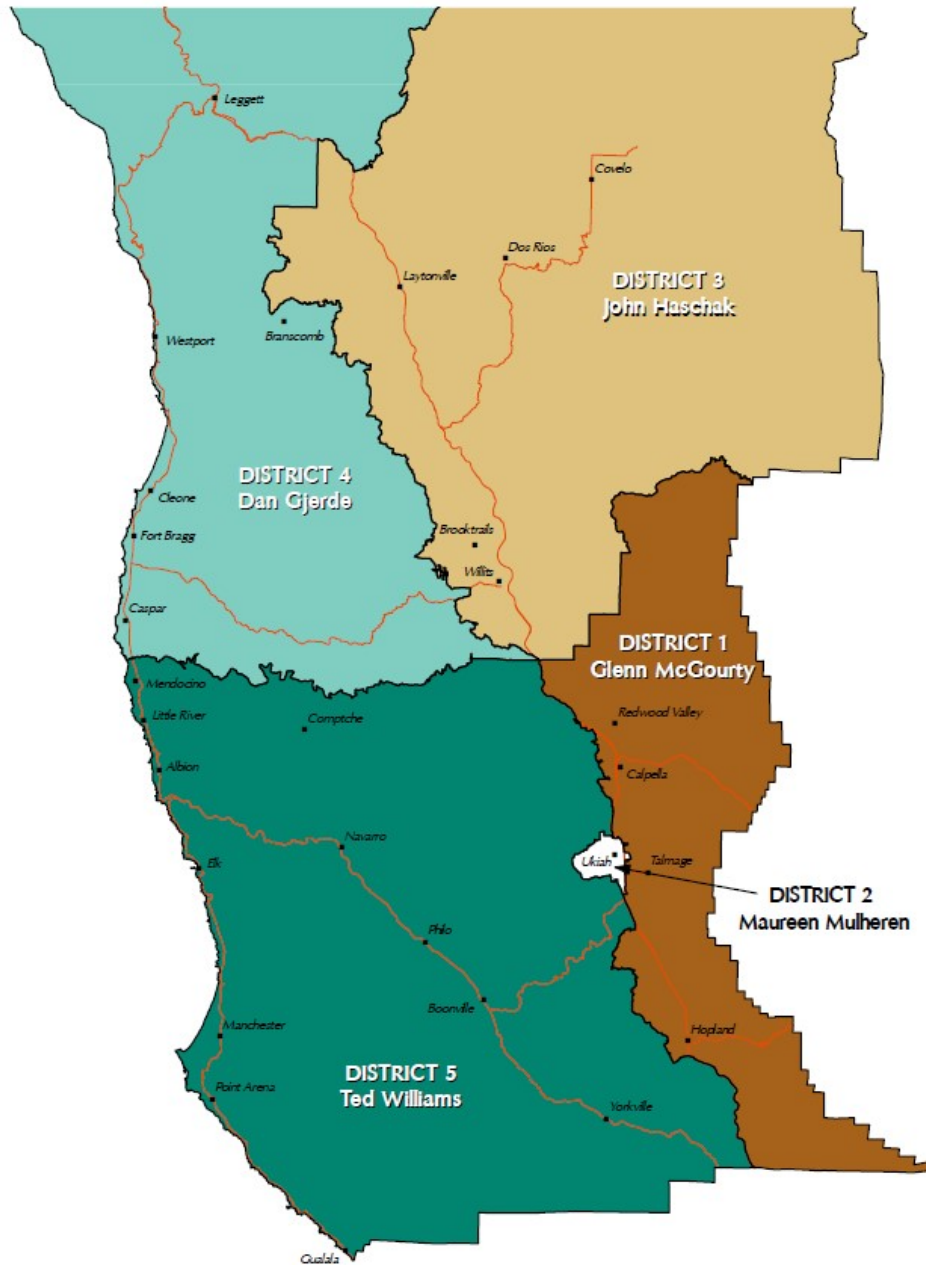 Leggett
Covelo
Dos Rios
Laytonville
DISTRICT 3
John Haschak
Westport
Branscomb
DISTRICT 4
Dan Gjerde
Cleone
Fort Bragg
Brooktrails
Willits
Caspar
DISTRICT 1
Glenn McGourty
Mendocino
Little River
Comptche
Redwood Valley
Albion
Calpella
Navarro
Elk
Ukiah
Talmage
DISTRICT 2
Maureen Mulheren
Philo
Boonville
Manchester
Hopland
DISTRICT 5
Ted Williams
Point Arena
Yorkville
Gualala